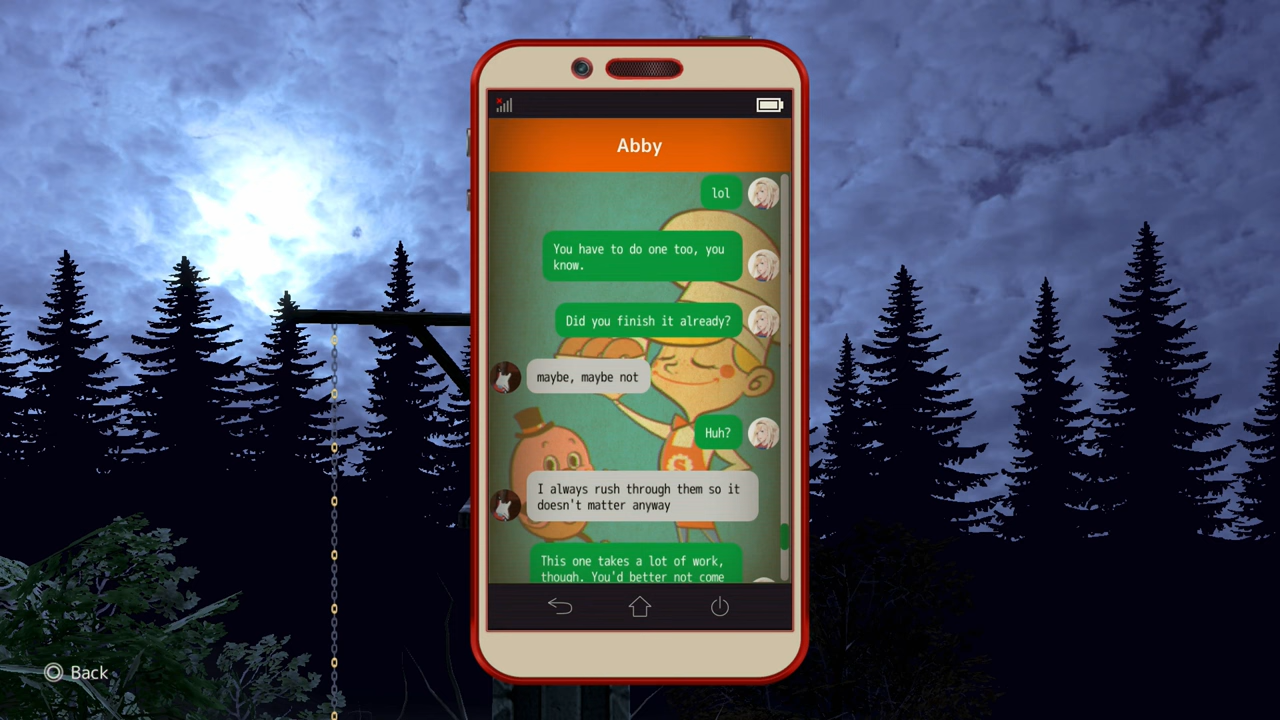 Abby
lol
You have to do one too, you
know.
Did you finish it already?
maybe, maybe not
Huh?
I always rush through them so it
doesn't matter anyway
S
This one takes a lot of work,
though. You'd better not come
Back